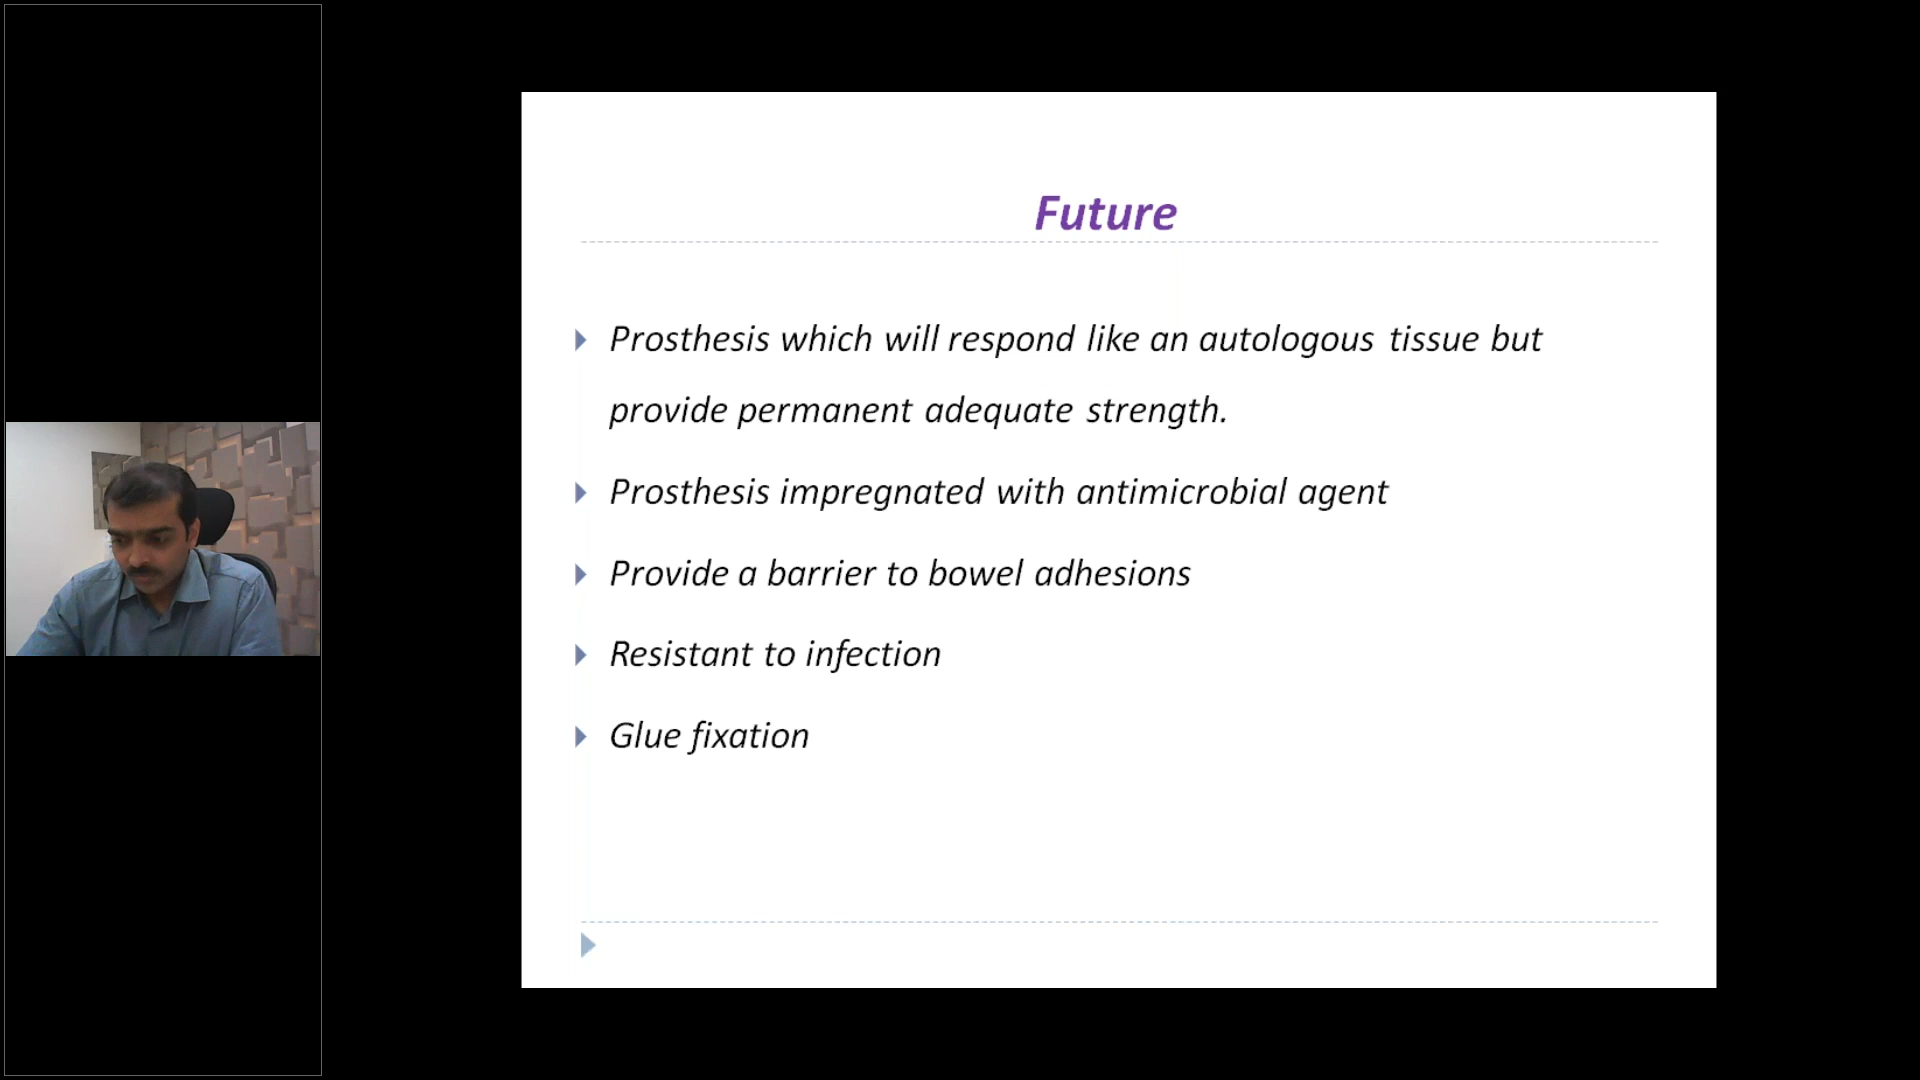 Future
Prosthesis which will respond like an autologous tissue but
provide permanent adequate strength.
Prosthesis impregnated with antimicrobial agent
Provide a barrier to bowel adhesions
Resistant to infection
Glue fixation